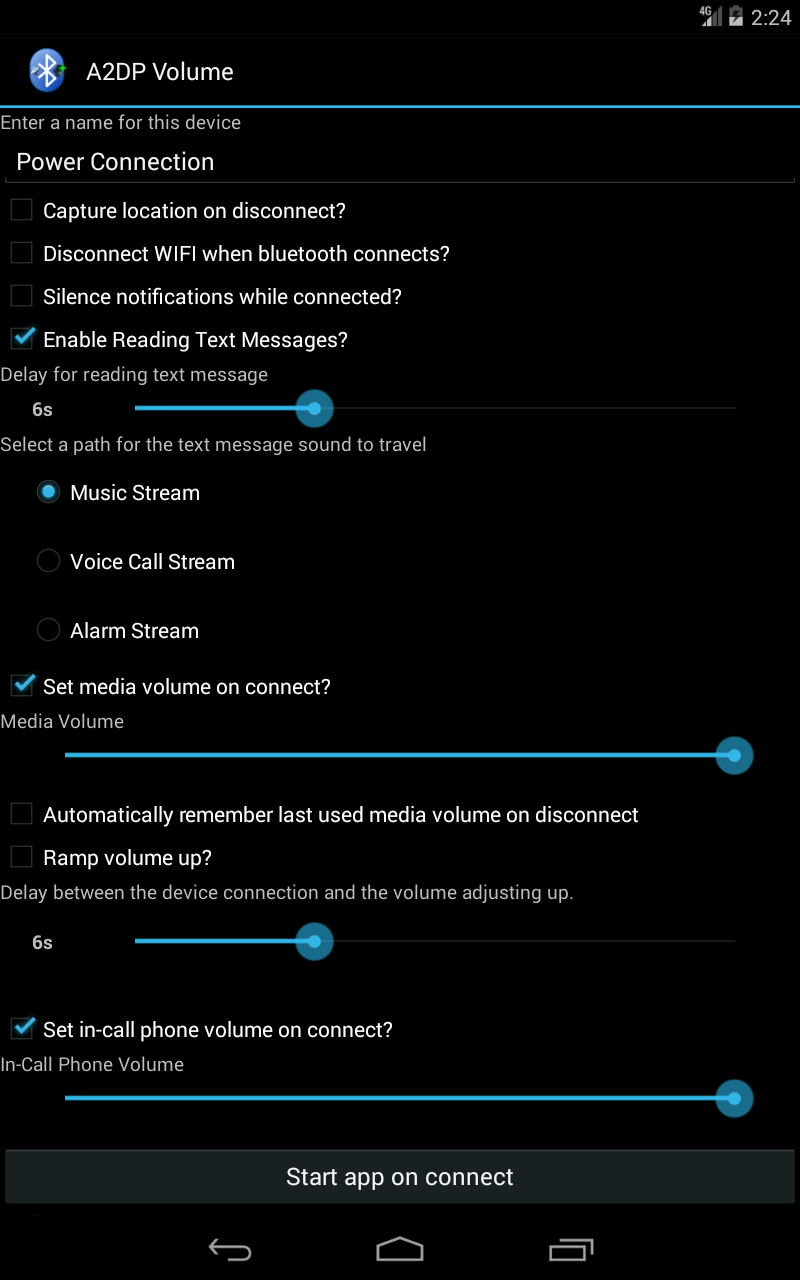 4G 2:24
A2DP Volume
Enter a name for this device
Power Connection
Capture location on disconnect?
Disconnect WIFI when bluetooth connects?
Silence notifications while connected?
Enable Reading Text Messages?
Delay for reading text message
6s
Select a path for the text message sound to travel
Music Stream
Voice Call Stream
Alarm Stream
Set media volume on connect?
Media Volume
Automatically remember last used media volume on disconnect
Ramp volume up?
Delay between the device connection and the volume adjusting up.
6s
Set in-call phone volume on connect?
In-Call Phone Volume
Start app on connect